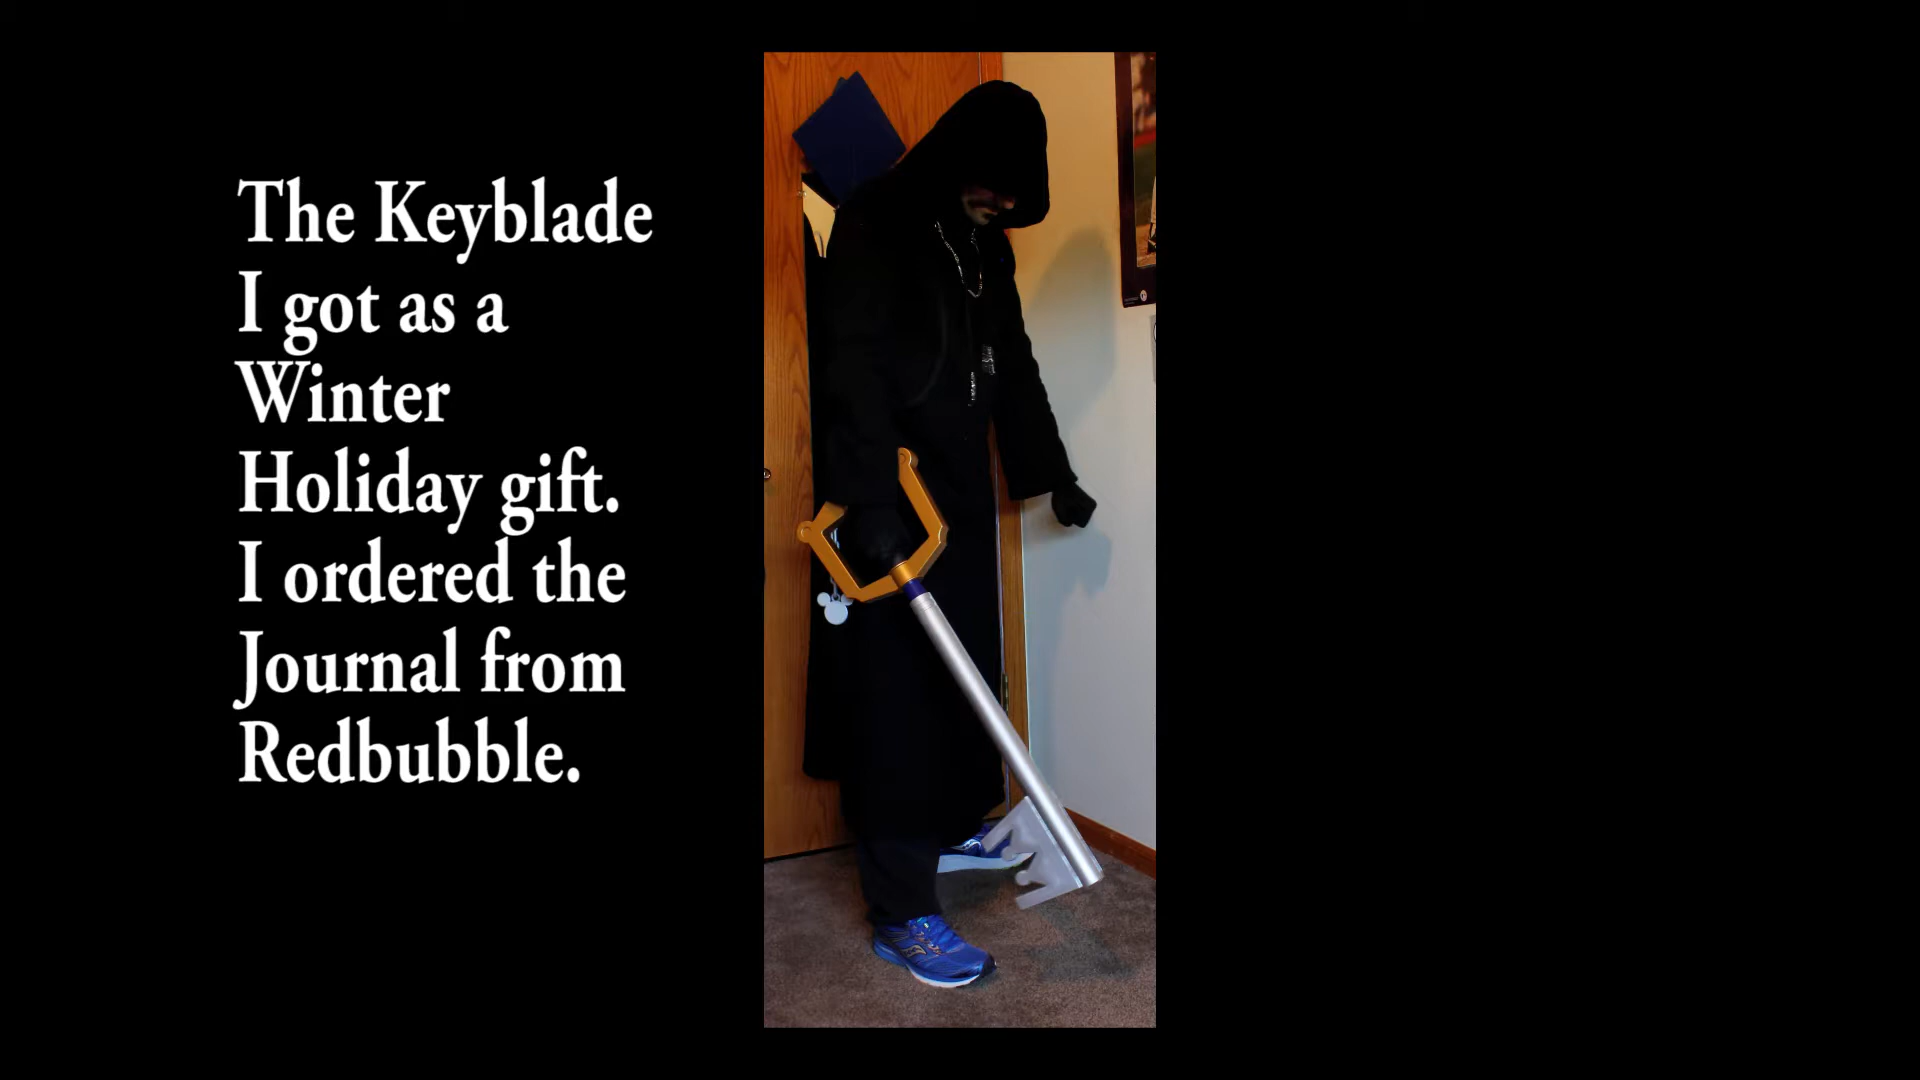 The Keyblade
I got as a
Winter
Holiday gift.
I ordered the
Journal from
Redbubble.